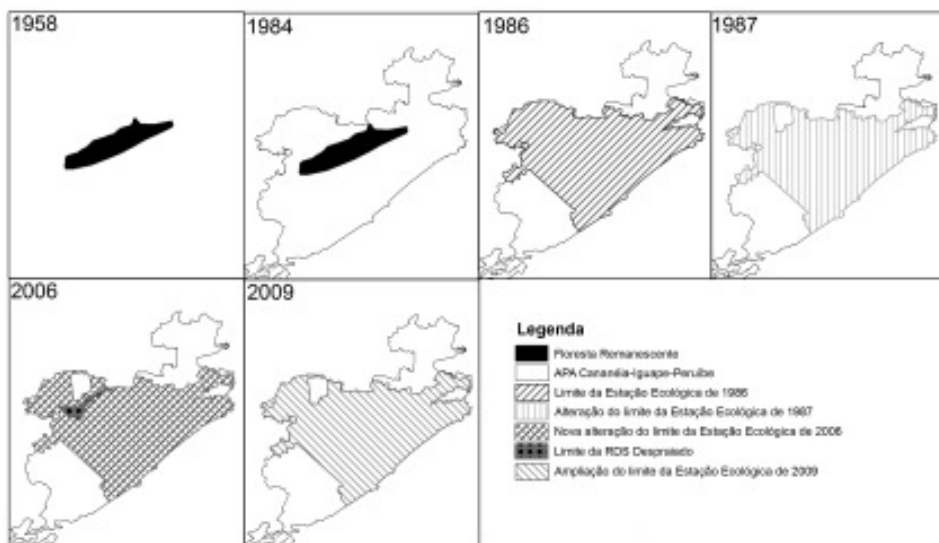 1958
1984
1986
1987
2006
2009
Legenda
Floresta Remanescente
APA Cananéia-Iguape-Peruíbe
Limite da Estação Ecológica de 1986
Alteração do limite da Estação Ecológica de 1987
Nova alteração do limite da Estação Ecológica de 2006
Limite da RDS Despraiado
Ampliação do limite da Estação Ecológica de 2009